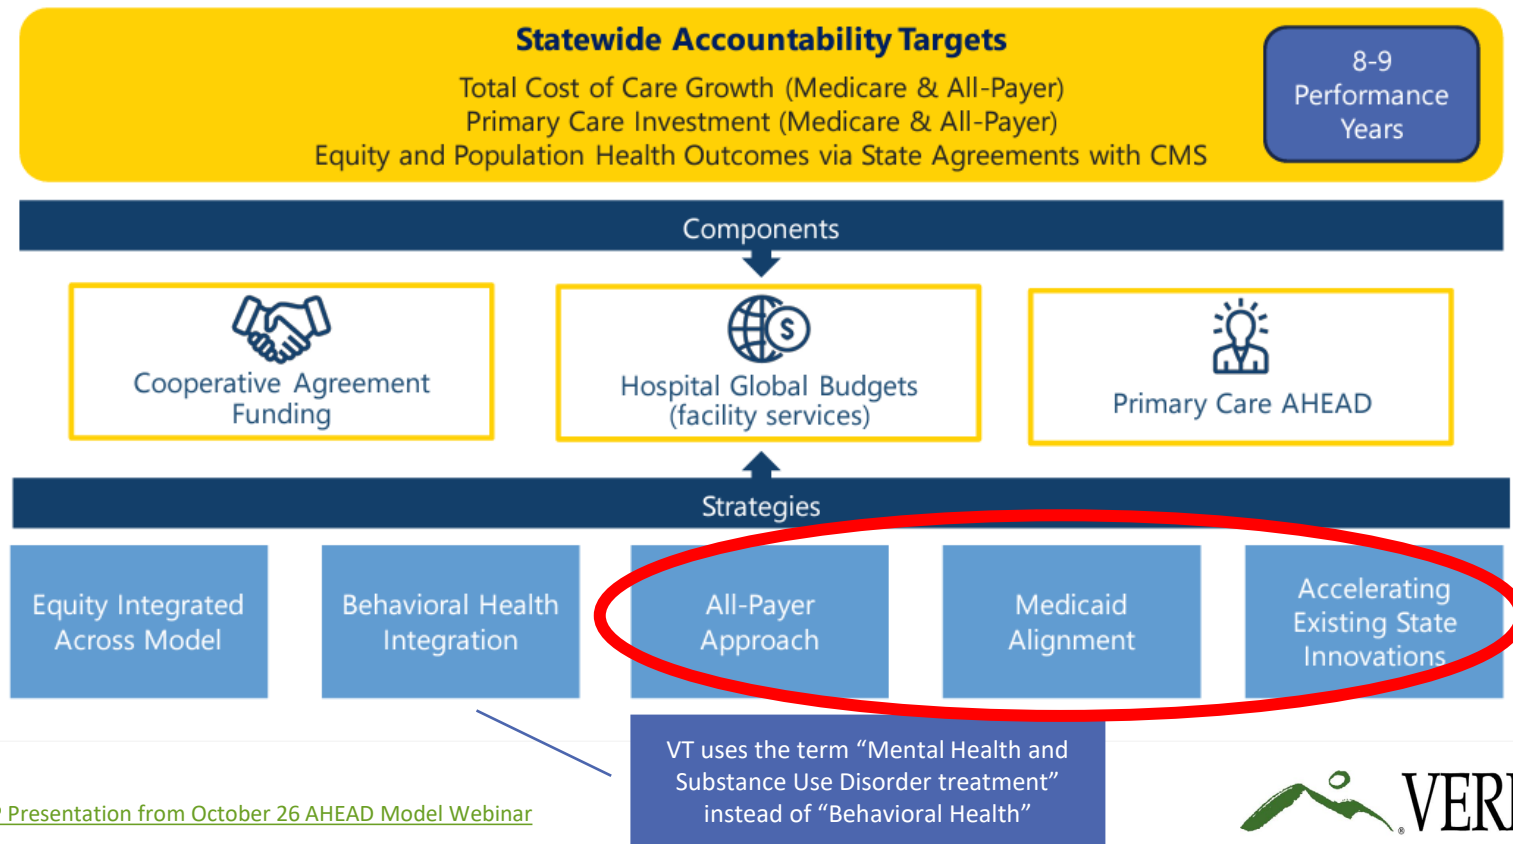 Statewide Accountability Targets
Total Cost of Care Growth (Medicare & All-Payer)
Primary Care Investment (Medicare & All-Payer)
Equity and Population Health Outcomes via State Agreements with CMS
8-9
Performance
Years
Components
Cooperative Agreement
Funding
$
Hospital Global Budgets
(facility services)
Primary Care AHEAD
Strategies
Equity Integrated
Across Model
Behavioral Health
Integration
All-Payer
Approach
Medicaid
Alignment
Accelerating
Existing State
Innovations
VT uses the term “Mental Health and
Substance Use Disorder treatment”
instead of “Behavioral Health”
Presentation from October 26 AHEAD Model Webinar